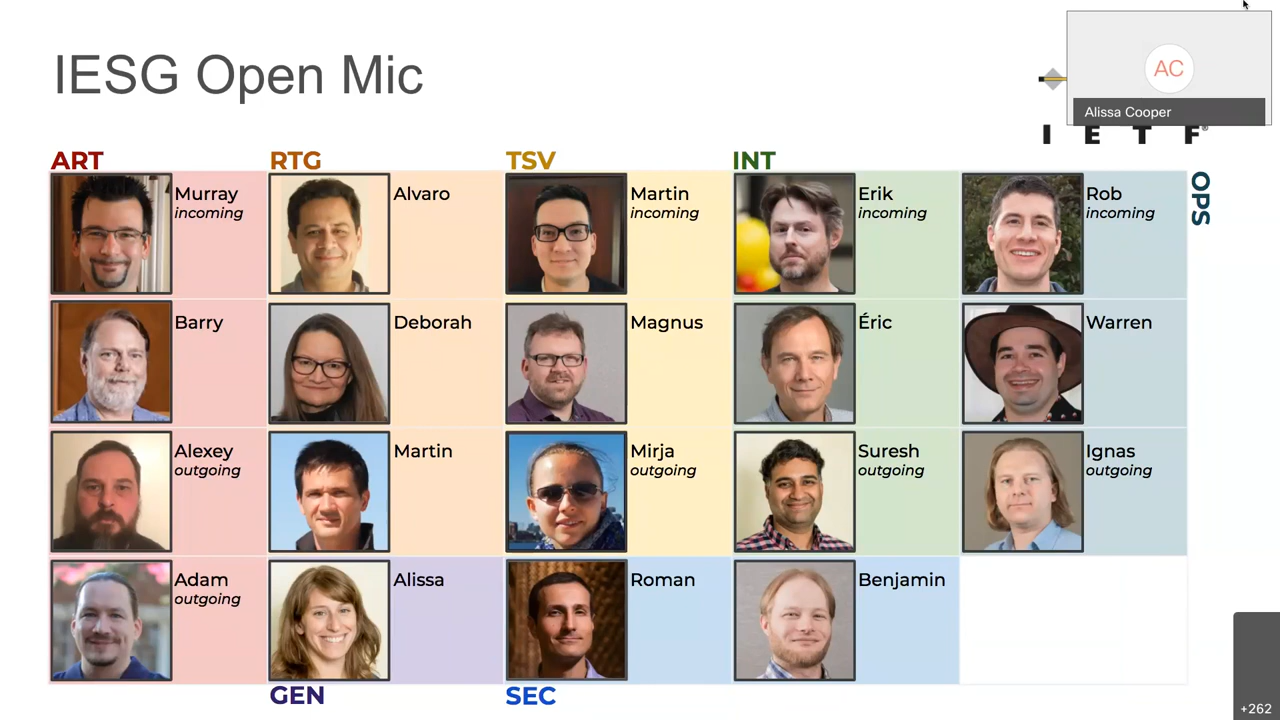 IESG Open Mic
AC
Alissa Cooper
I E T F®
ART
RTG
TSV
INT
OPS
Murray
incoming
Alvaro
Martin
incoming
Erik
incoming
Rob
incoming
Barry
Deborah
Magnus
Éric
Warren
Alexey
outgoing
Martin
Mirja
outgoing
Suresh
outgoing
Ignas
outgoing
Adam
outgoing
Alissa
Roman
Benjamin
GEN
SEC
+262